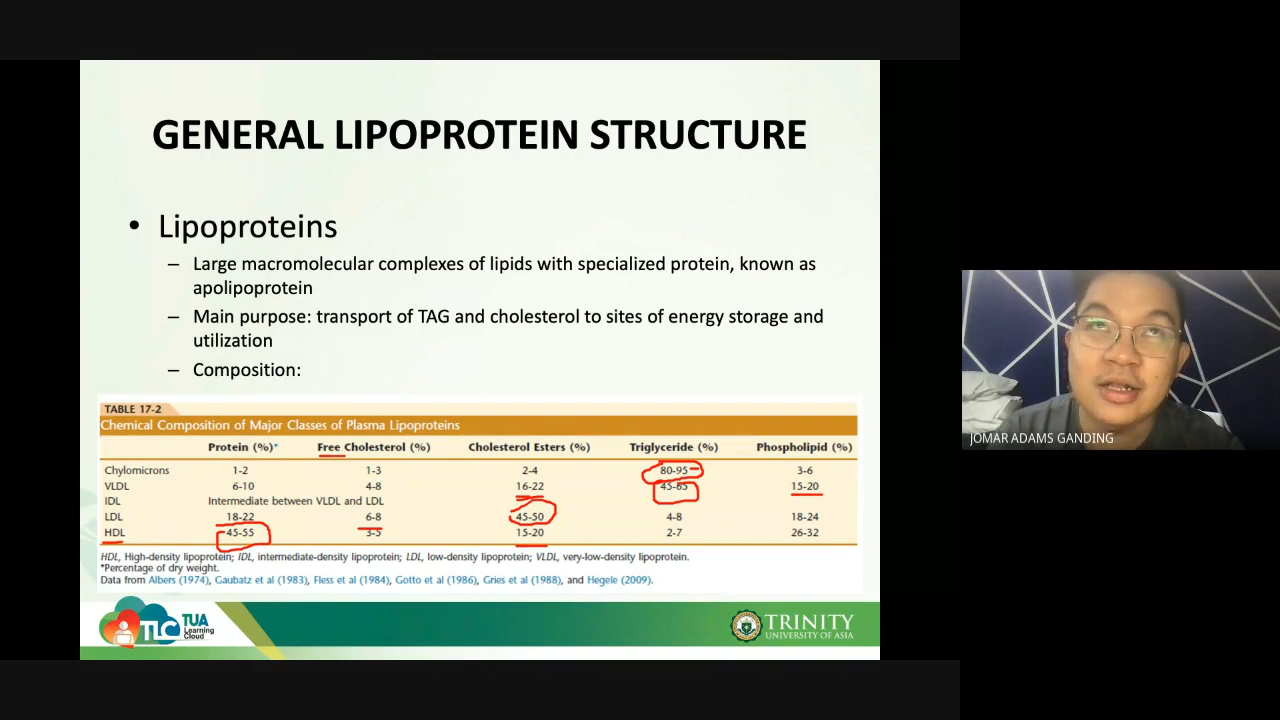 GENERAL LIPOPROTEIN STRUCTURE
• Lipoproteins
– Large macromolecular complexes of lipids with specialized protein, known as
apolipoprotein
– Main purpose: transport of TAG and cholesterol to sites of energy storage and
utilization
– Composition:
TABLE 17-2
Chemical Composition of Major Classes of Plasma Lipoproteins
Protein (%)* Free Cholesterol (%) Cholesterol Esters (%) Triglyceride (%) Phospholipid (%)
Chylomicrons 1-2 1-3 2-4 80-95 3-6
VLDL 6-10 4-8 16-22 45-65 15-20
IDL Intermediate between VLDL and LDL
LDL 18-22 6-8 45-50 4-8 18-24
HDL 45-55 3-5 15-20 2-7 26-32
HDL, High-density lipoprotein; IDL, intermediate-density lipoprotein; LDL, low-density lipoprotein; VLDL, very-low-density lipoprotein.
*Percentage of dry weight.
Data from Albers (1974), Gaubatz et al (1983), Fless et al (1984), Gotto et al (1986), Gries et al (1988), and Hegele (2009).
TLC TUA
Learning
Cloud
TRINITY
UNIVERSITY OF ASIA
JOMAR ADAMS GANDING